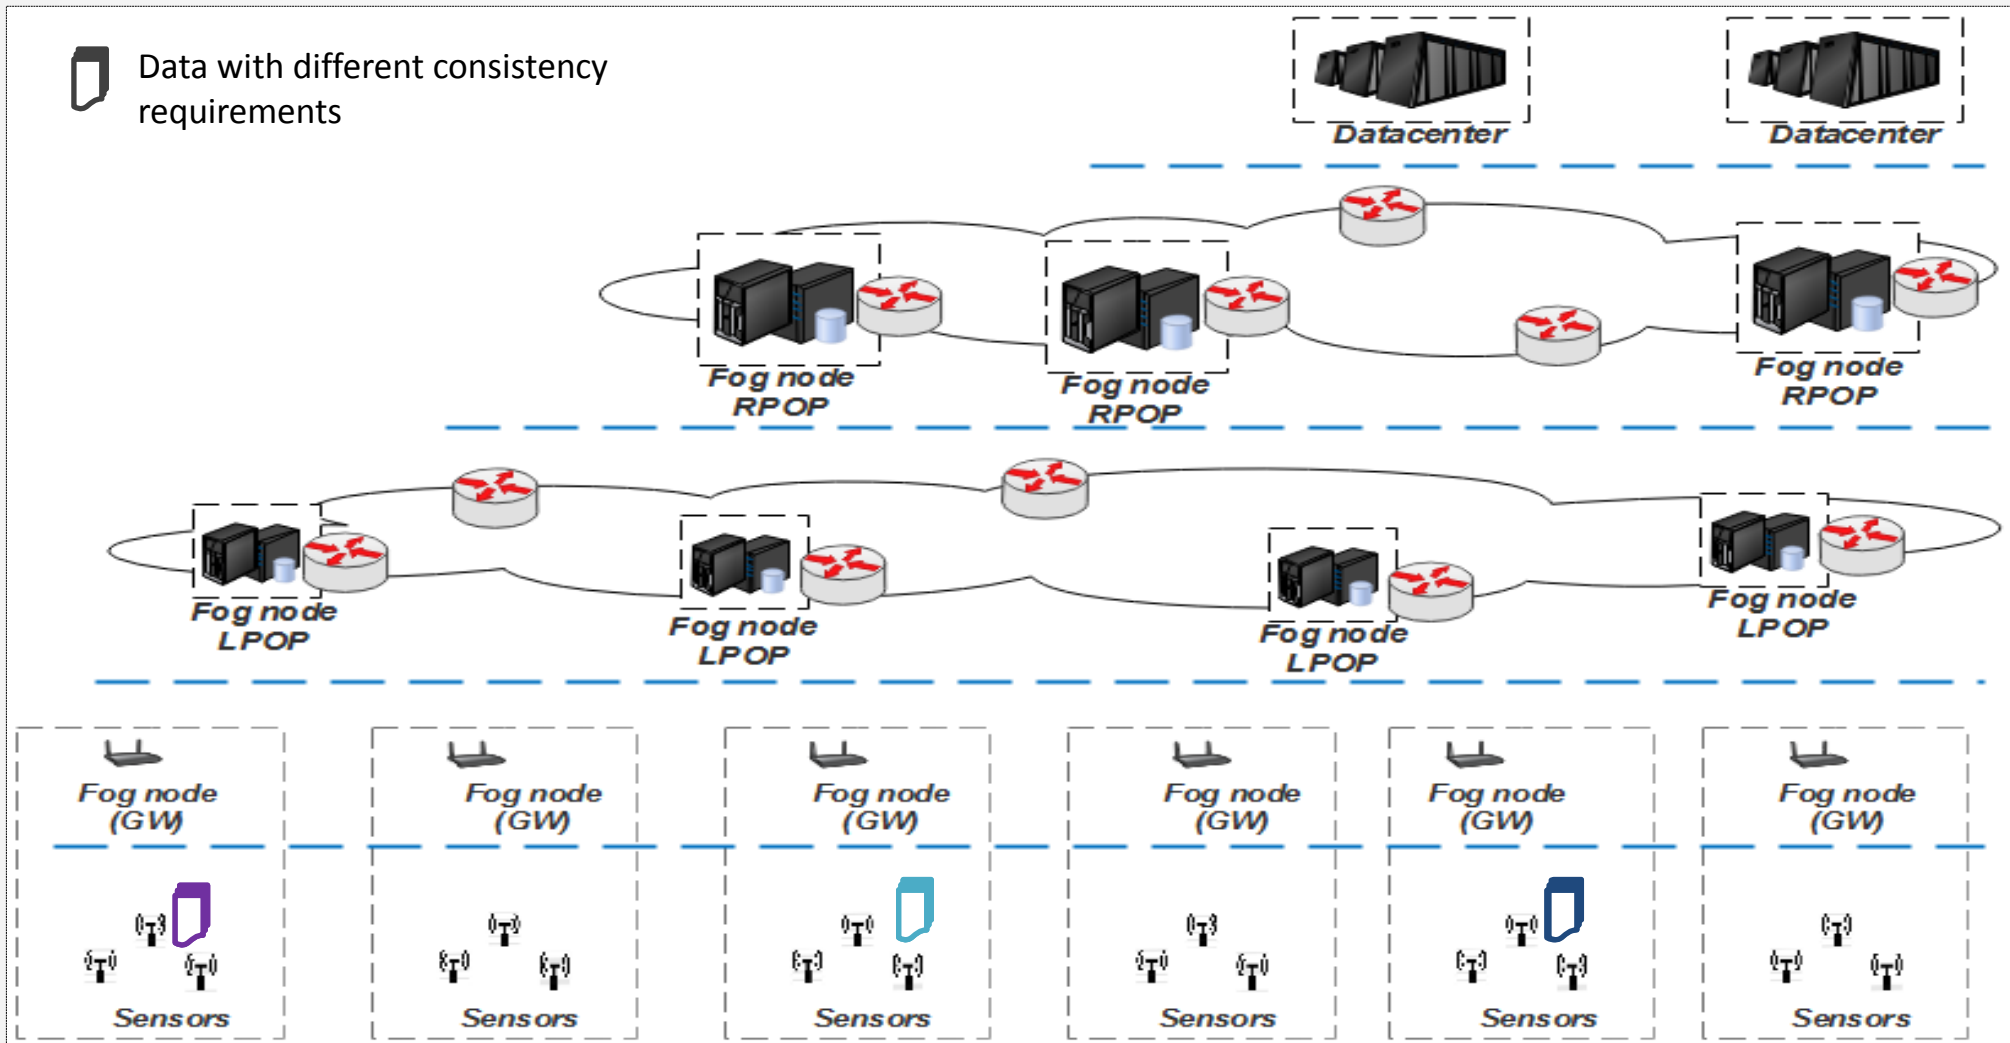 Data with different consistency
requirements
Datacenter
Datacenter
Fog node
RPOP
Fog node
RPOP
Fog node
RPOP
Fog node
LPOP
Fog node
LPOP
Fog node
LPOP
Fog node
LPOP
Fog node
(GW)
Fog node
(GW)
Fog node
(GW)
Fog node
(GW)
Fog node
(GW)
Fog node
(GW)
Sensors
Sensors
Sensors
Sensors
Sensors
Sensors